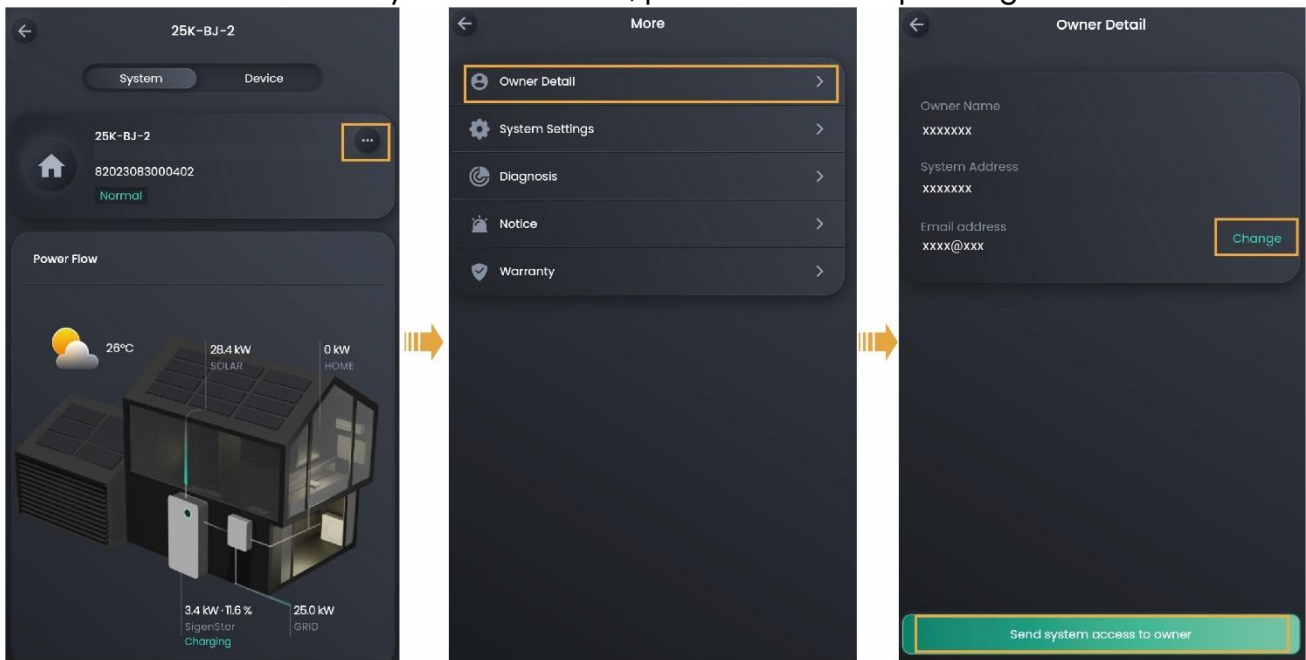 25K-BJ-2
System
Device
25K-BJ-2
82023083000402
Normal
Power Flow
26°C
28.4 kW
SOLAR
0 kW
HOME
3.4 kW · 11.6 %
SigenStor
Charging
25.0 kW
GRID
More
Owner Detail
System Settings
Diagnosis
Notice
Warranty
Owner Detail
Owner Name
xxxxxxx
System Address
xxxxxxx
Email address
xxxx@xxx
Change
Send system access to owner